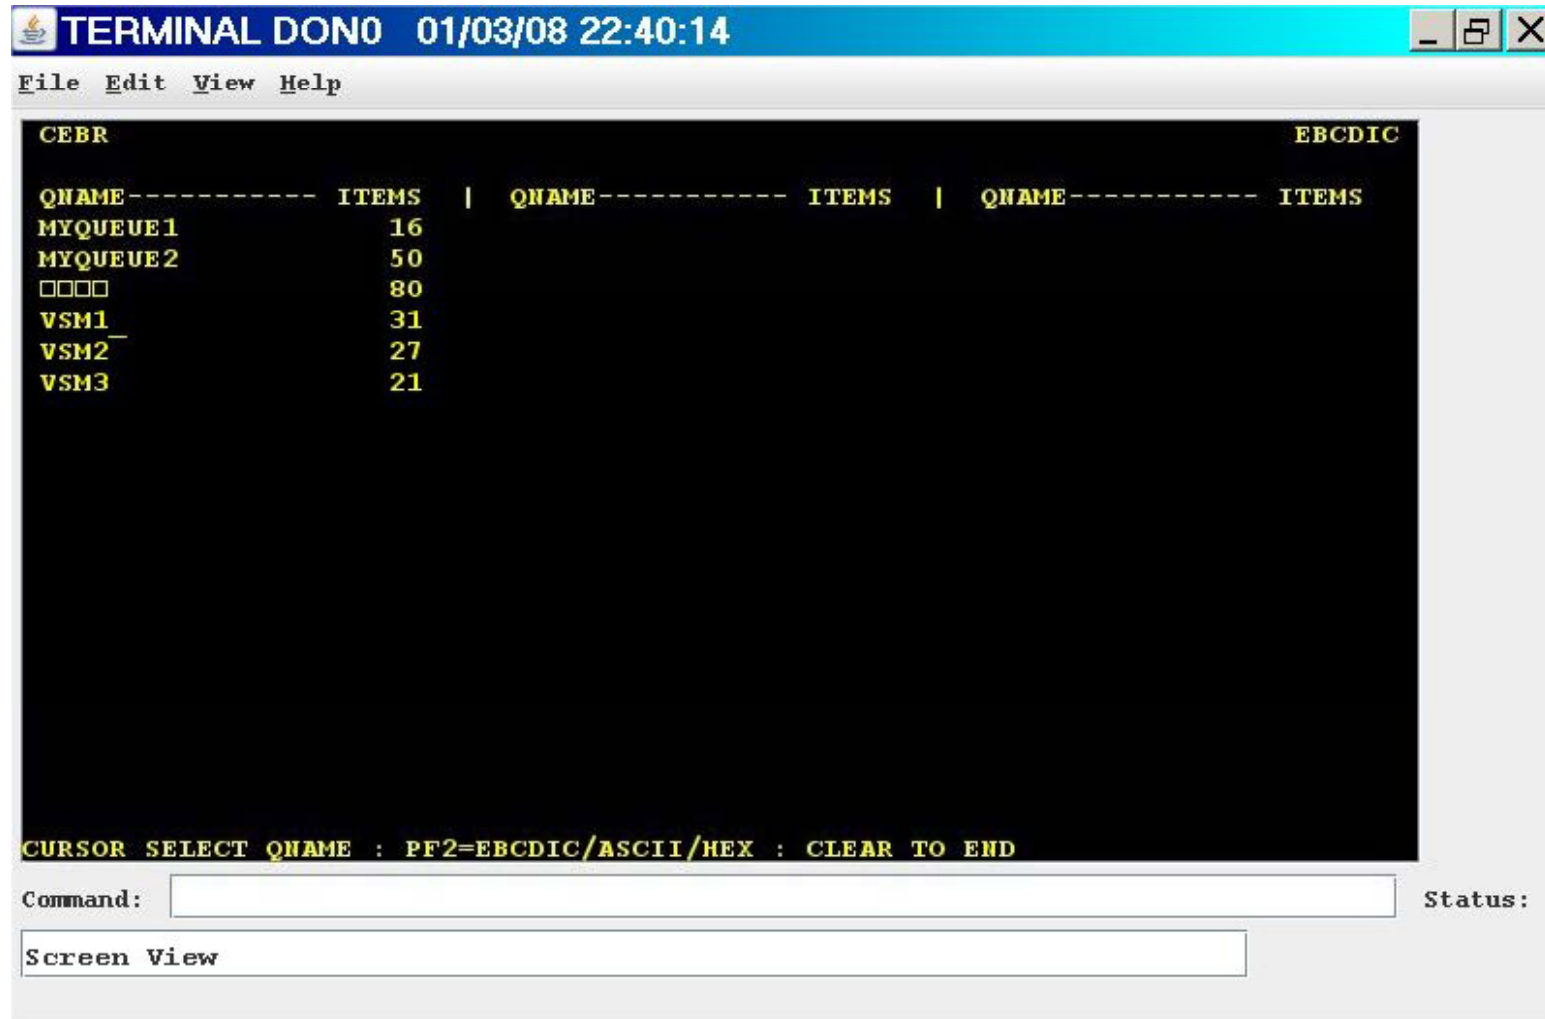 TERMINAL DON0 01/03/08 22:40:14
File Edit View Help
CEBR EBCDIC
QNAME----------- ITEMS | QNAME----------- ITEMS | QNAME----------- ITEMS
MYQUEUE1 16
MYQUEUE2 50
□□□□ 80
VSM1_ 31
VSM2 27
VSM3 21
CURSOR SELECT QNAME : PF2=EBCDIC/ASCII/HEX : CLEAR TO END
Command: Status:
Screen View